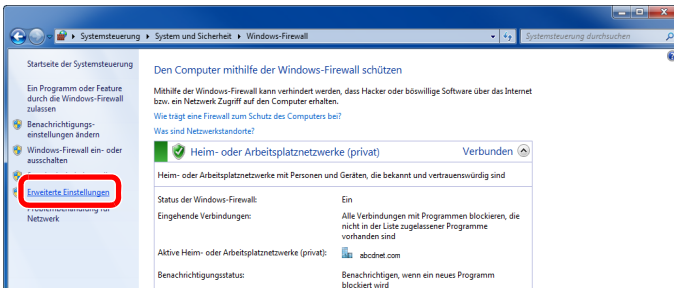 Systemsteuerung ▸ System und Sicherheit ▸ Windows-Firewall
Systemsteuerung durchsuchen
Startseite der Systemsteuerung
Ein Programm oder Feature
durch die Windows-Firewall
zulassen
Benachrichtigungs-
einstellungen ändern
Windows-Firewall ein- oder
ausschalten
Erweiterte Einstellungen
Problembehandlung für
Netzwerk
Den Computer mithilfe der Windows-Firewall schützen
Mithilfe der Windows-Firewall kann verhindert werden, dass Hacker oder böswillige Software über das Internet
bzw. ein Netzwerk Zugriff auf den Computer erhalten.
Wie trägt eine Firewall zum Schutz des Computers bei?
Was sind Netzwerkstandorte?
Heim- oder Arbeitsplatznetzwerke (privat) Verbunden
Heim- oder Arbeitsplatznetzwerke mit Personen und Geräten, die bekannt und vertrauenswürdig sind
Status der Windows-Firewall: Ein
Eingehende Verbindungen: Alle Verbindungen mit Programmen blockieren, die
nicht in der Liste zugelassener Programme
vorhanden sind
Aktive Heim- oder Arbeitsplatznetzwerke (privat): abcdnet.com
Benachrichtigungsstatus: Benachrichtigen, wenn ein neues Programm
blockiert wird